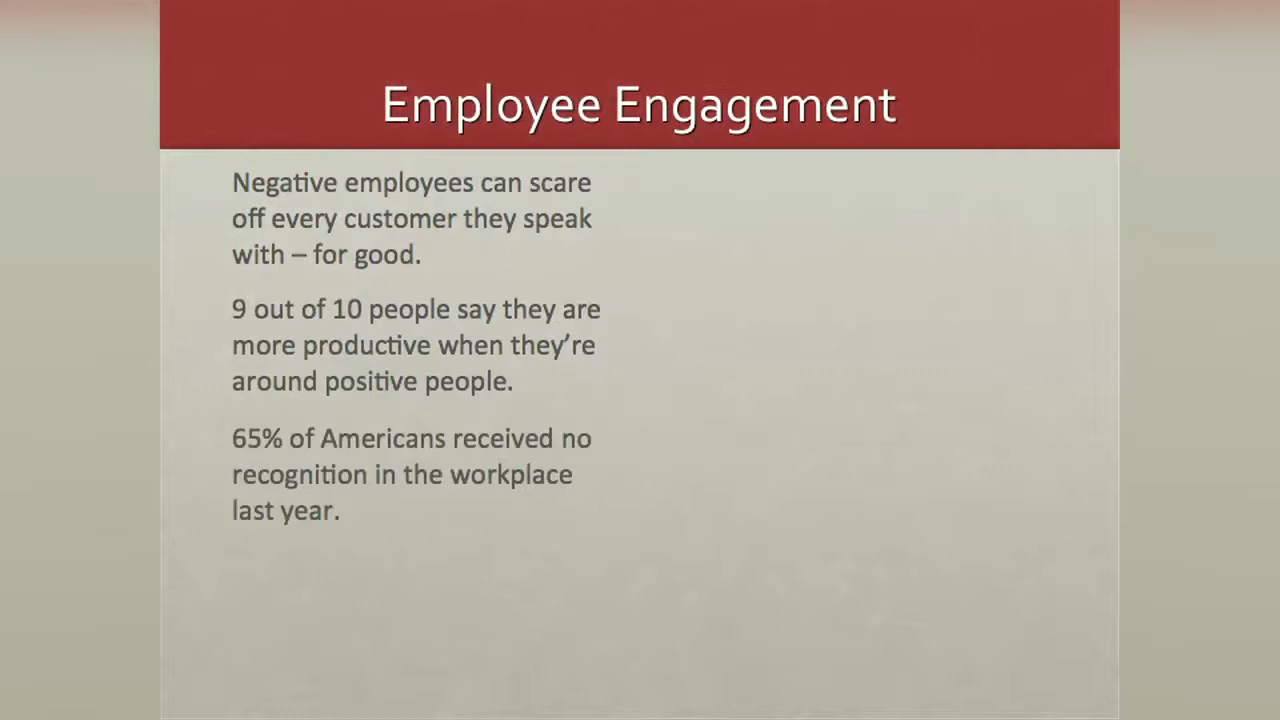 Employee Engagement
Negative employees can scare
off every customer they speak
with – for good.
9 out of 10 people say they are
more productive when they’re
around positive people.
65% of Americans received no
recognition in the workplace
last year.